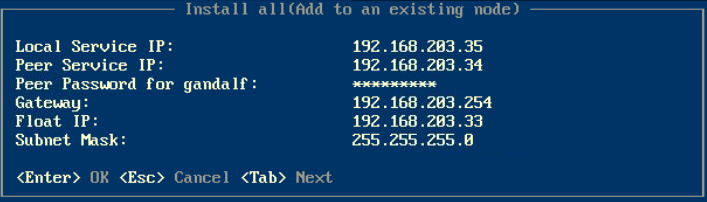 Install all(Add to an existing node)
Local Service IP: 192.168.203.35
Peer Service IP: 192.168.203.34
Peer Password for gandalf: *********
Gateway: 192.168.203.254
Float IP: 192.168.203.33
Subnet Mask: 255.255.255.0
<Enter> OK <Esc> Cancel <Tab> Next